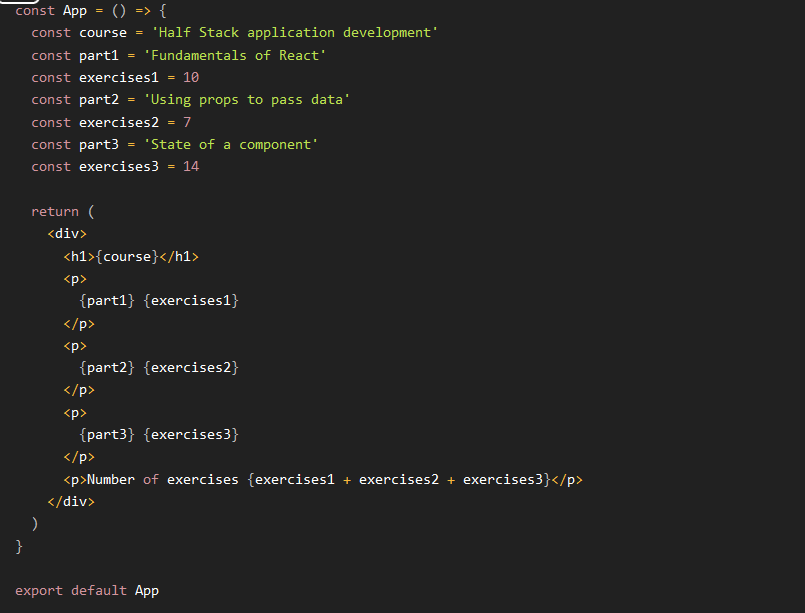 const App = () => {
  const course = 'Half Stack application development'
  const part1 = 'Fundamentals of React'
  const exercises1 = 10
  const part2 = 'Using props to pass data'
  const exercises2 = 7
  const part3 = 'State of a component'
  const exercises3 = 14

  return (
    <div>
      <h1>{course}</h1>
      <p>
        {part1} {exercises1}
      </p>
      <p>
        {part2} {exercises2}
      </p>
      <p>
        {part3} {exercises3}
      </p>
      <p>Number of exercises {exercises1 + exercises2 + exercises3}</p>
    </div>
  )
}

export default App